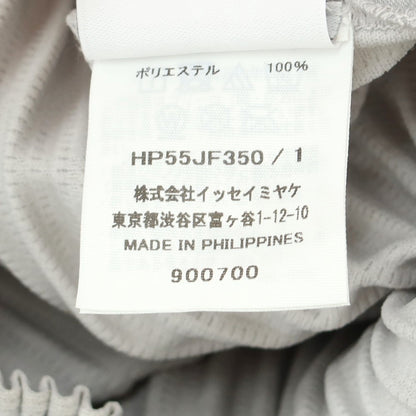 ポリエステル 100%
HP55JF350 / 1
株式会社イッセイミヤケ
東京都渋谷区富ヶ谷1-12-10
MADE IN PHILIPPINES
900700